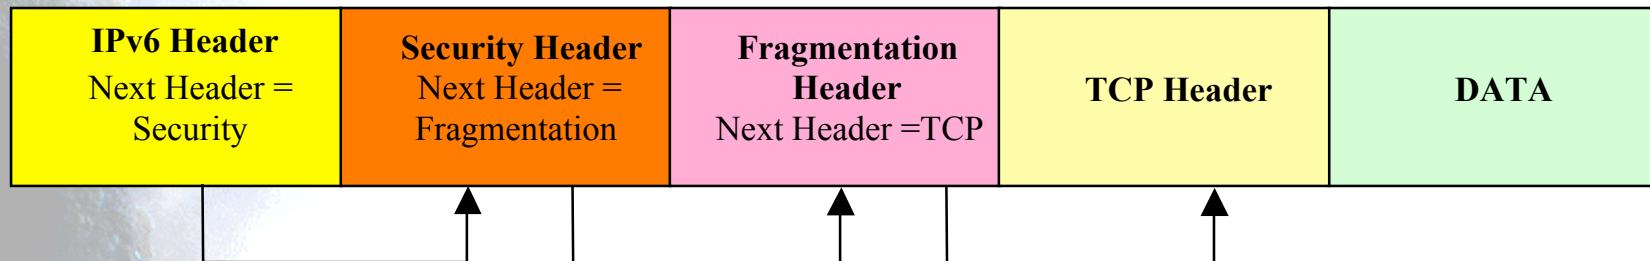 IPv6 Header
Next Header =
Security
Security Header
Next Header =
Fragmentation
Fragmentation
Header
Next Header =TCP
TCP Header
DATA